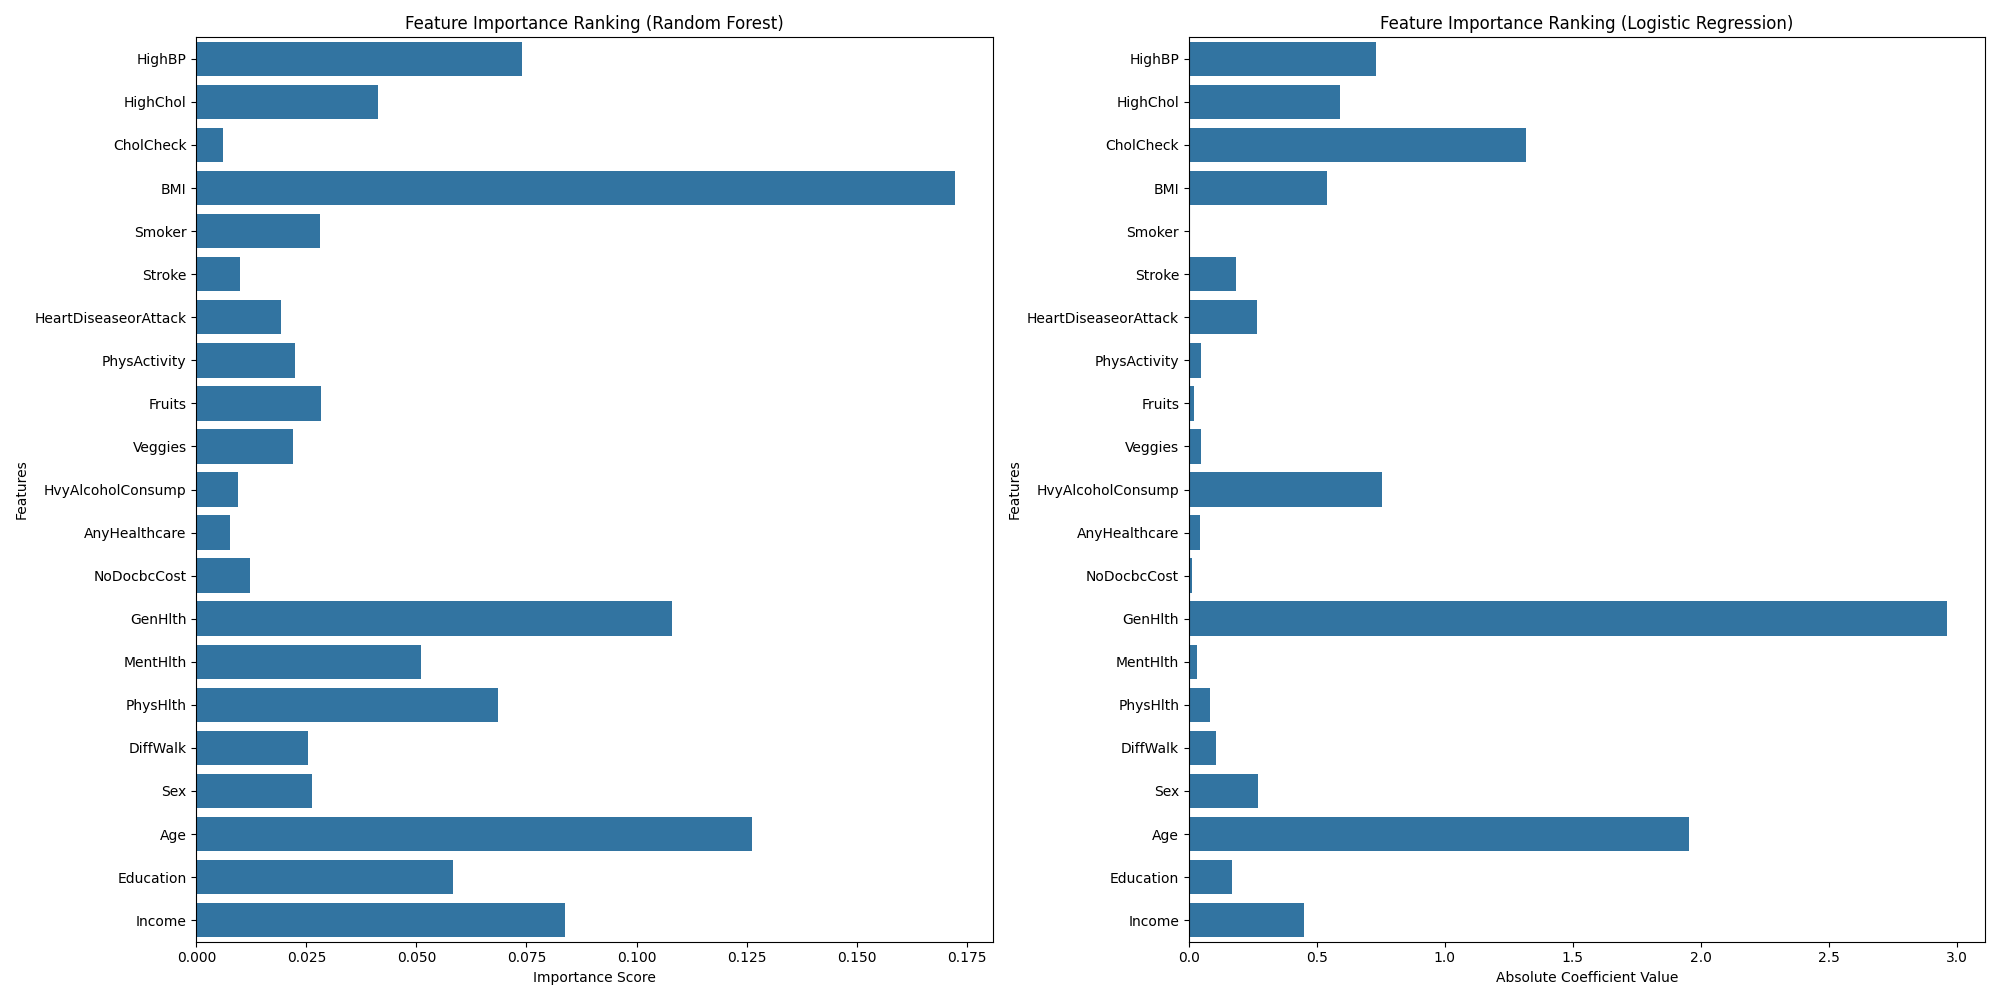 Feature Importance Ranking (Random Forest)
Features
HighBP
HighChol
CholCheck
BMI
Smoker
Stroke
HeartDiseaseorAttack
PhysActivity
Fruits
Veggies
HvyAlcoholConsump
AnyHealthcare
NoDocbcCost
GenHlth
MentHlth
PhysHlth
DiffWalk
Sex
Age
Education
Income
0.000 0.025 0.050 0.075 0.100 0.125 0.150 0.175
Importance Score
Feature Importance Ranking (Logistic Regression)
Features
HighBP
HighChol
CholCheck
BMI
Smoker
Stroke
HeartDiseaseorAttack
PhysActivity
Fruits
Veggies
HvyAlcoholConsump
AnyHealthcare
NoDocbcCost
GenHlth
MentHlth
PhysHlth
DiffWalk
Sex
Age
Education
Income
0.0 0.5 1.0 1.5 2.0 2.5 3.0
Absolute Coefficient Value